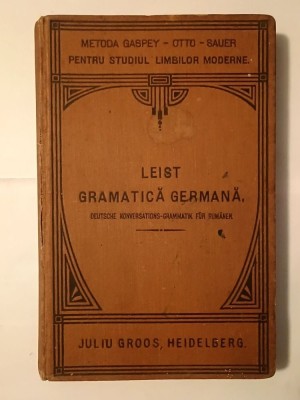 METODA GASPEY – OTTO – SAUER
PENTRU STUDIUL LIMBILOR MODERNE.
LEIST
GRAMATICĂ GERMANĂ.
DEUTSCHE KONVERSATIONS-GRAMMATIK FÜR RUMÄNEN.
JULIU GROOS, HEIDELBERG.